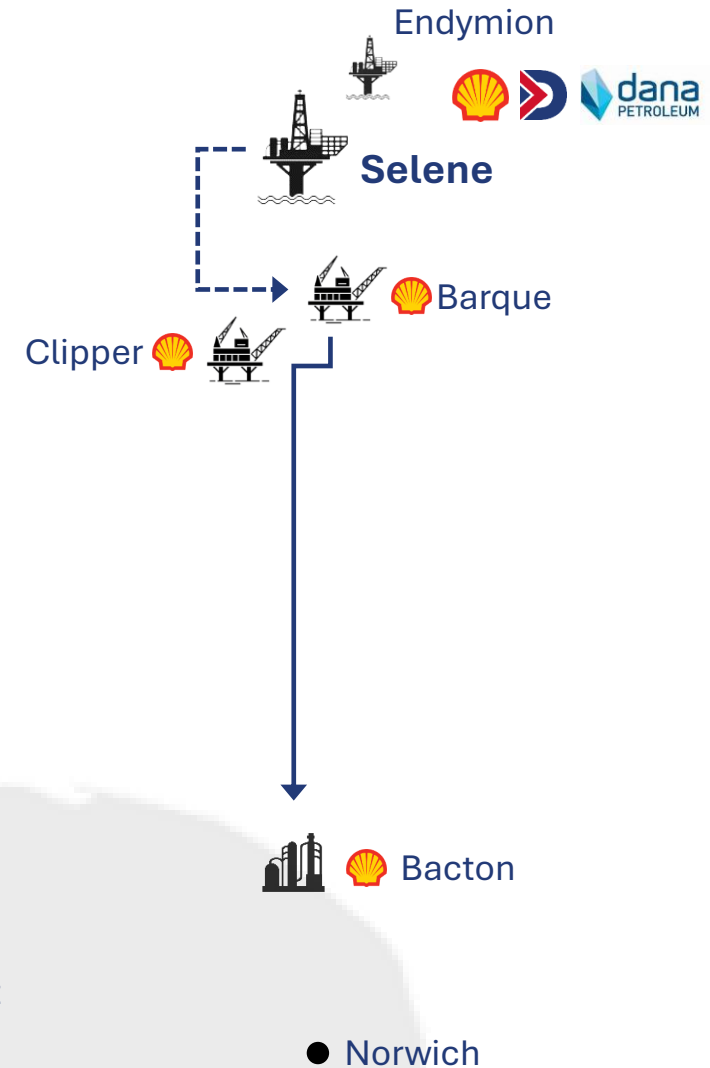 Endymion
dana
PETROLEUM
Selene
Barque
Clipper
Bacton
Norwich